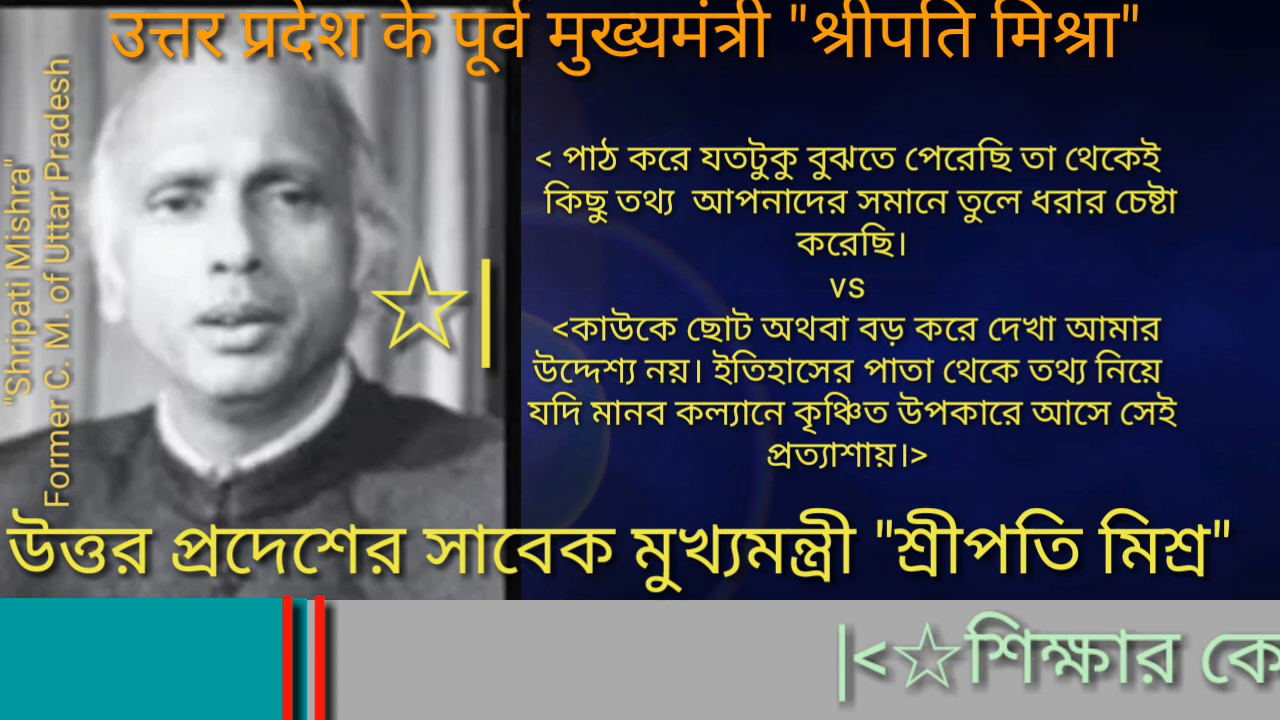 उत्तर प्रदेश के पूर्व मुख्यमंत्री "श्रीपति मिश्रा"
"Shripati Mishra"
Former C. M. of Uttar Pradesh
< পাঠ করে যতটুকু বুঝতে পেরেছি তা থেকেই
কিছু তথ্য আপনাদের সমানে তুলে ধরার চেষ্টা
করেছি।
vs
<কাউকে ছোট অথবা বড় করে দেখা আমার
উদ্দেশ্য নয়। ইতিহাসের পাতা থেকে তথ্য নিয়ে
যদি মানব কল্যানে কৃঞ্চিত উপকারে আসে সেই
প্রত্যাশায়।>
☆|
উত্তর প্রদেশের সাবেক মুখ্যমন্ত্রী "শ্রীপতি মিশ্র"
|<☆শিক্ষার কে